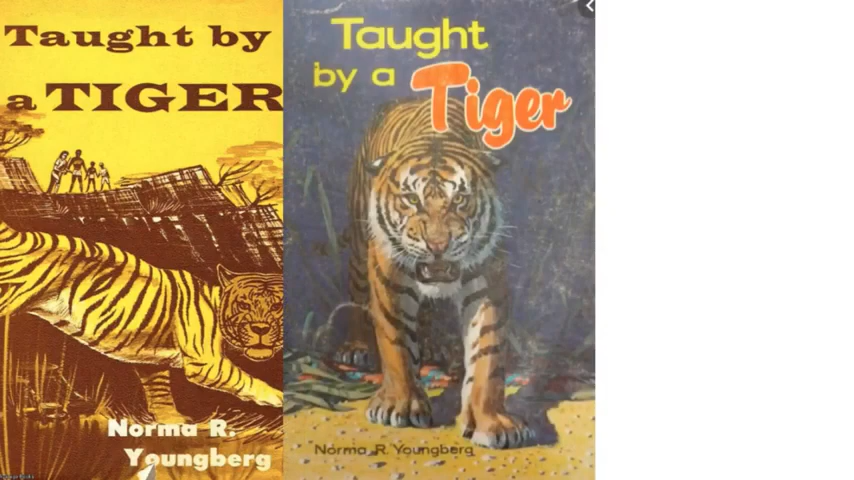 Taught by
a TIGER
Norma R.
Youngberg
Taught
by a Tiger
Norma R. Youngberg